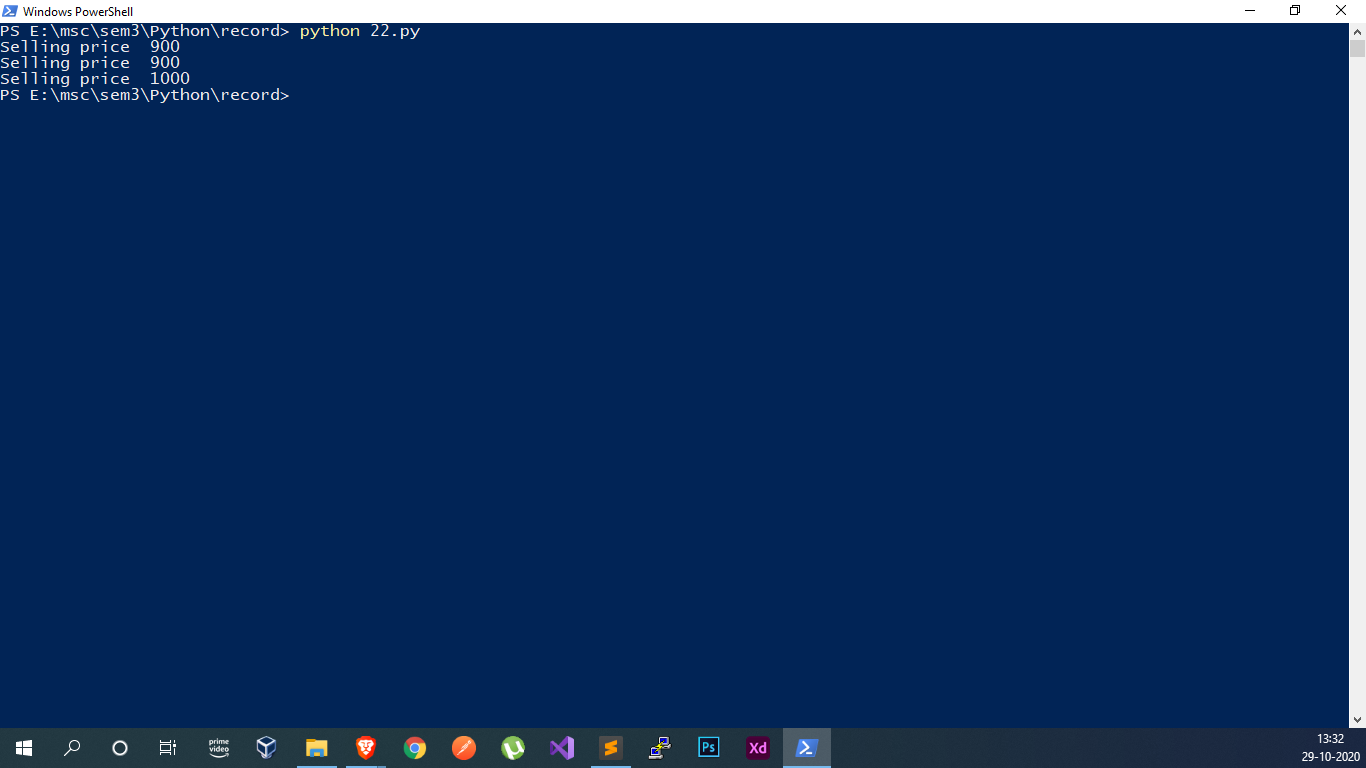 Windows PowerShell
PS E:\msc\sem3\Python\record> python 22.py
Selling price  900
Selling price  900
Selling price  1000
PS E:\msc\sem3\Python\record>
prime video
Ps
Xd
13:32
29-10-2020